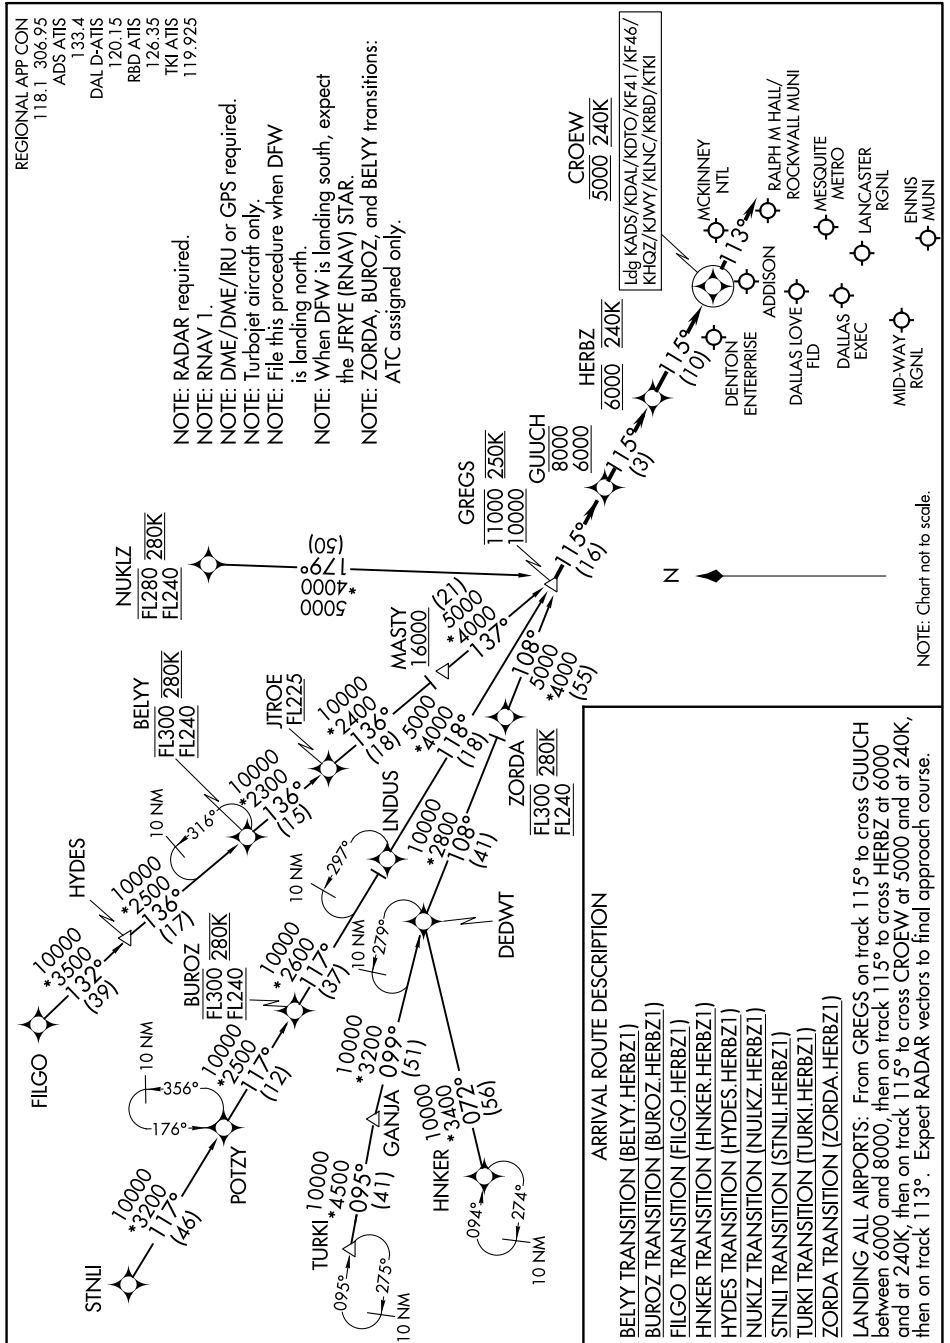 REGIONAL APP CON
118.1 306.95
ADS ATIS
133.4
DAL D-ATIS
120.15
RBD ATIS
126.35
TKI ATIS
119.925
NOTE: RADAR required.
NOTE: RNAV 1.
NOTE: DME/DME/IRU or GPS required.
NOTE: Turbojet aircraft only.
NOTE: File this procedure when DFW
is landing north.
NOTE: When DFW is landing south, expect
the JFRYE (RNAV) STAR.
NOTE: ZORDA, BUROZ, and BELYY transitions:
ATC assigned only.
NUKLZ
FL280 280K
FL240
5000
*4000
179°
(50)
BELYY
FL300 280K
FL240
10 NM
316°
HYDES
FILGO
10000
*3500
132°
(39)
10000
*2500
136°
(17)
10000
*2300
136°
(15)
JTROE
FL225
10000
*2400
136°
(18)
MASTY
16000
(21)
5000
*4000
137°
GREGS
11000 250K
10000
115°
(16)
GUUCH
8000
6000
115°
(3)
HERBZ
6000 240K
115°
(10)
CROEW
5000 240K
Ldg KADS/KDAL/KDTO/KF41/KF46/
KHQZ/KJWY/KLNC/KRBD/KTKI
113°
MCKINNEY
NTL
RALPH M HALL/
ROCKWALL MUNI
MESQUITE
METRO
LANCASTER
RGNL
ENNIS
MUNI
ADDISON
DENTON
ENTERPRISE
DALLAS LOVE
FLD
DALLAS
EXEC
MID-WAY
RGNL
STNLI
10000
*3200
117°
(46)
POTZY
10 NM
356°
176°
10000
*2500
117°
(12)
BUROZ
FL300 280K
FL240
10000
*2600
117°
(37)
LNDUS
10 NM
297°
5000
*4000
118°
(18)
TURKI
10000
*4500
095°
(41)
095°
275°
10 NM
GANJA
10000
*3200
099°
(51)
HNKER
10000
*3400
072°
(56)
094°
274°
10 NM
DEDWT
10 NM
279°
10000
*2800
108°
(41)
ZORDA
FL300 280K
FL240
108°
5000
*4000
(55)
N
NOTE: Chart not to scale.
ARRIVAL ROUTE DESCRIPTION
BELYY TRANSITION (BELYY.HERBZ1)
BUROZ TRANSITION (BUROZ.HERBZ1)
FILGO TRANSITION (FILGO.HERBZ1)
HNKER TRANSITION (HNKER.HERBZ1)
HYDES TRANSITION (HYDES.HERBZ1)
NUKLZ TRANSITION (NULKZ.HERBZ1)
STNLI TRANSITION (STNLI.HERBZ1)
TURKI TRANSITION (TURKI.HERBZ1)
ZORDA TRANSITION (ZORDA.HERBZ1)
LANDING ALL AIRPORTS: From GREGS on track 115° to cross GUUCH
between 6000 and 8000, then on track 115° to cross HERBZ at 6000
and at 240K, then on track 115° to cross CROEW at 5000 and at 240K,
then on track 113°. Expect RADAR vectors to final approach course.